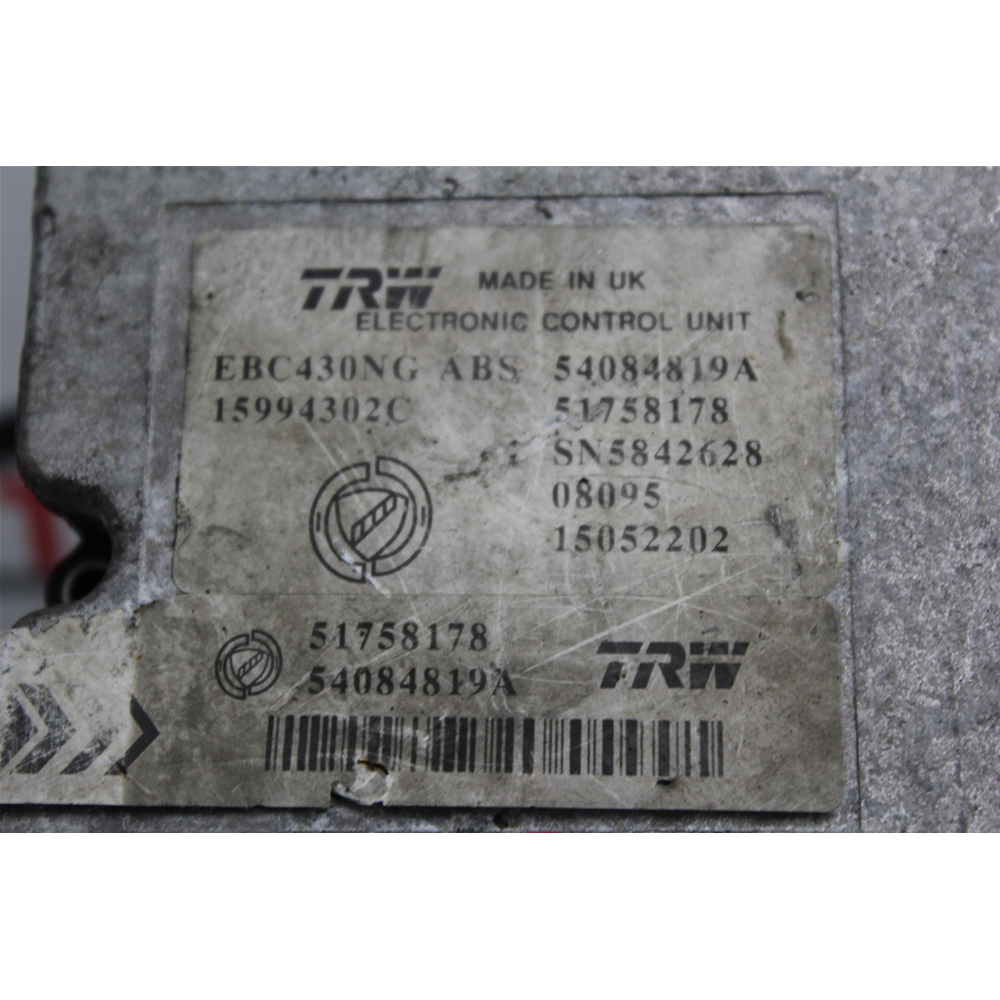 TRW MADE IN UK
ELECTRONIC CONTROL UNIT
EBC430NG ABS 54084819A
15994302C 51758178
SN5842628
08095
15052202
51758178 TRW
54084819A